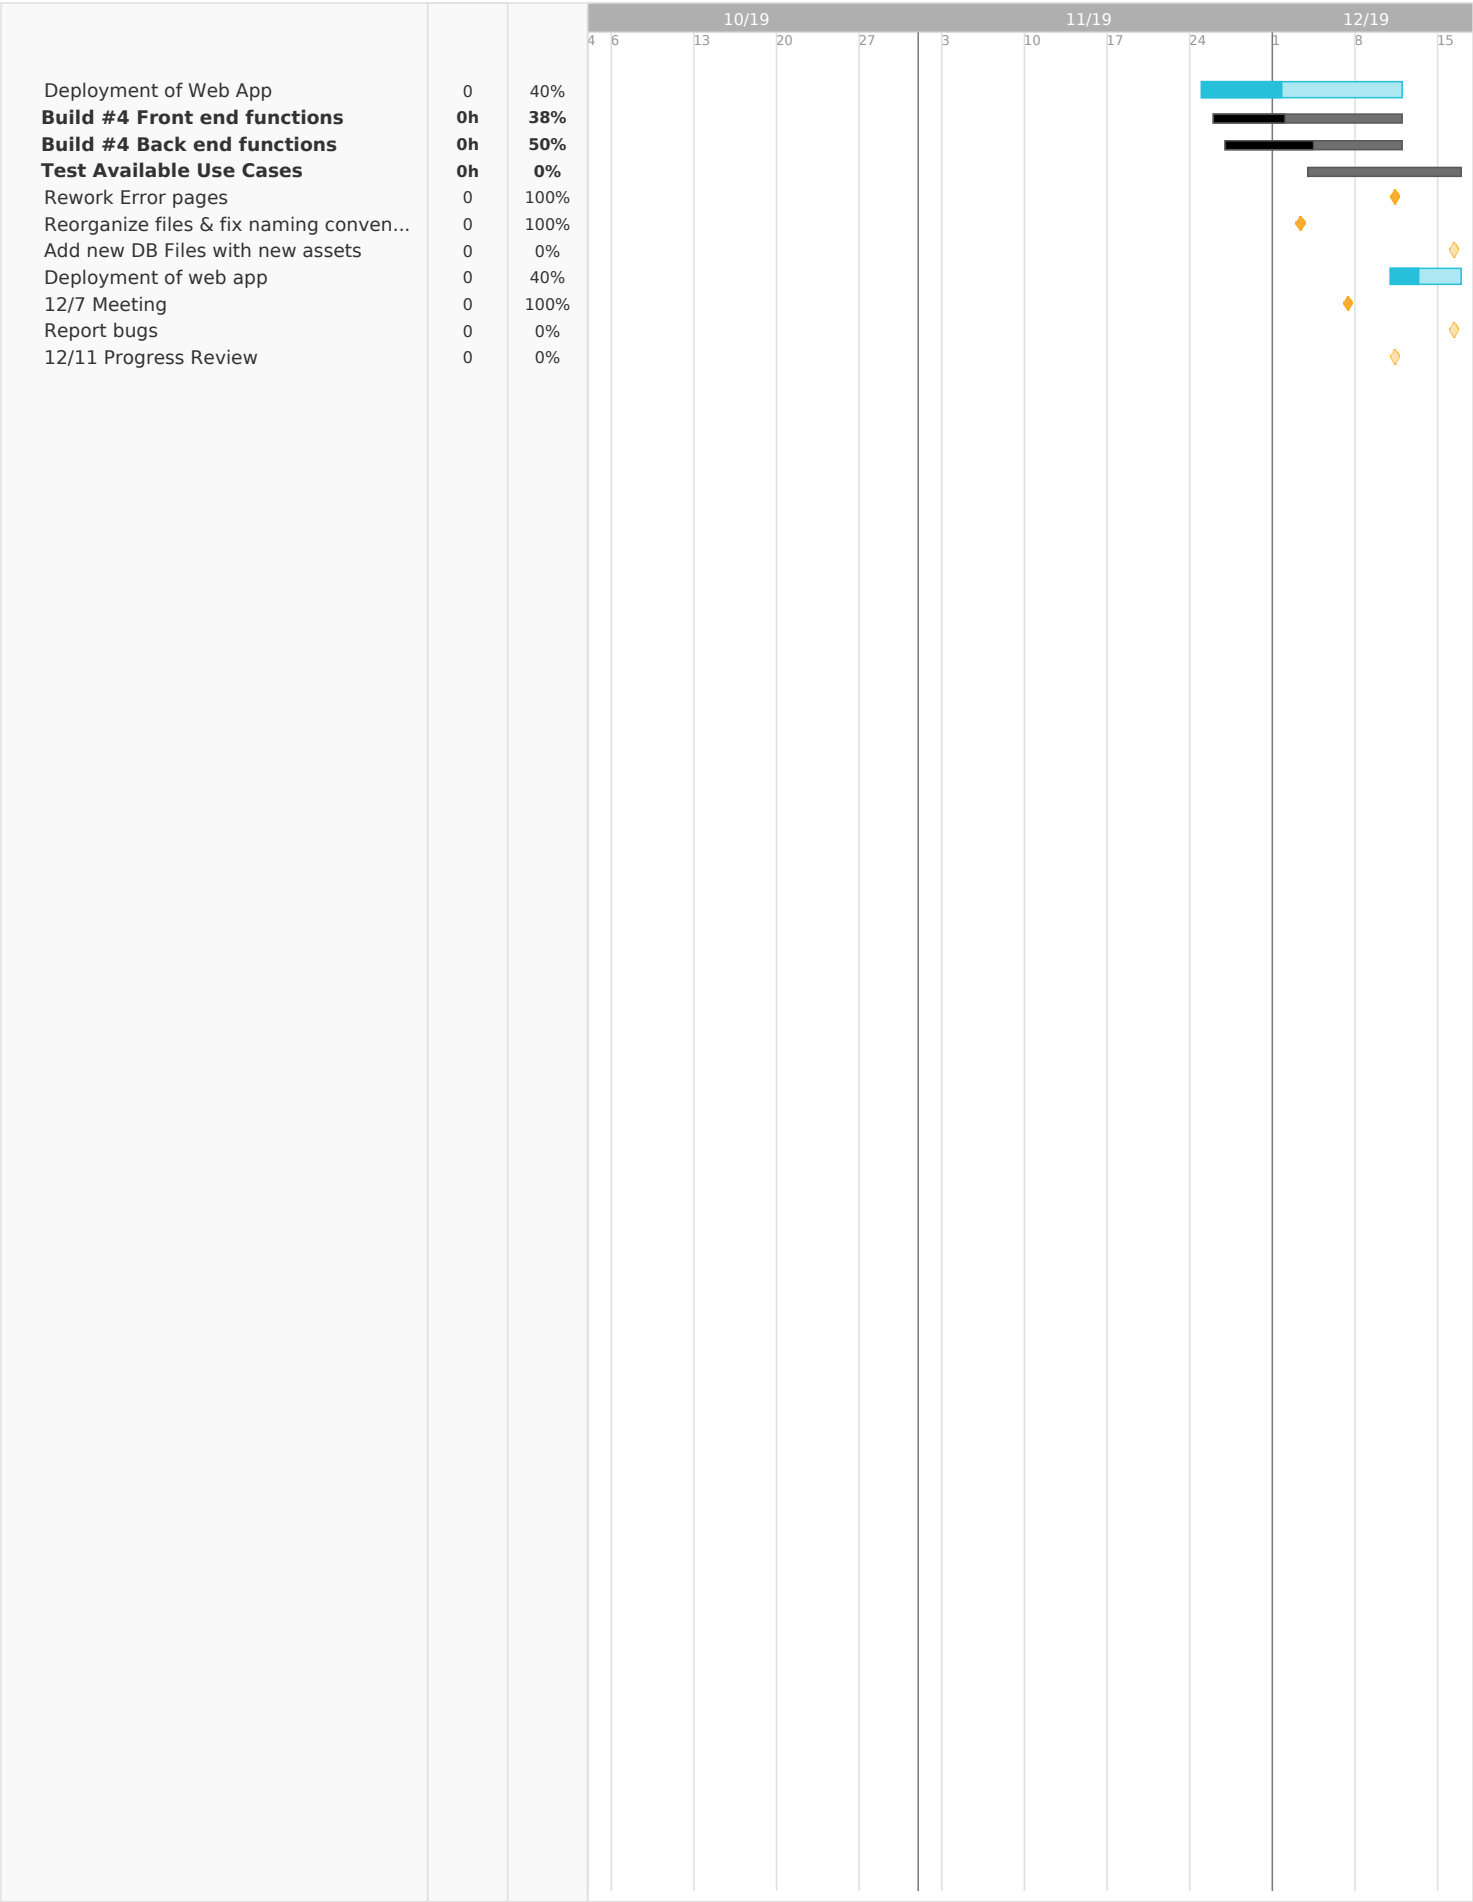 10/19 11/19 12/19
4 6 13 20 27 3 10 17 24 1 8 15
Deployment of Web App 0 40%
Build #4 Front end functions 0h 38%
Build #4 Back end functions 0h 50%
Test Available Use Cases 0h 0%
Rework Error pages 0 100%
Reorganize files & fix naming conven... 0 100%
Add new DB Files with new assets 0 0%
Deployment of web app 0 40%
12/7 Meeting 0 100%
Report bugs 0 0%
12/11 Progress Review 0 0%